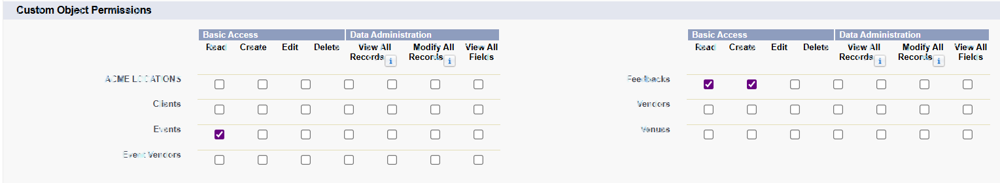 Custom Object Permissions
Basic Access Data Administration Basic Access Data Administration
Read Create Edit Delete View All Records i Modify All Records i View All Fields Read Create Edit Delete View All Records i Modify All Records i View All Fields
ACME LOCATIONS Feedbacks
Clients Vendors
Events Venues
Event Vendors